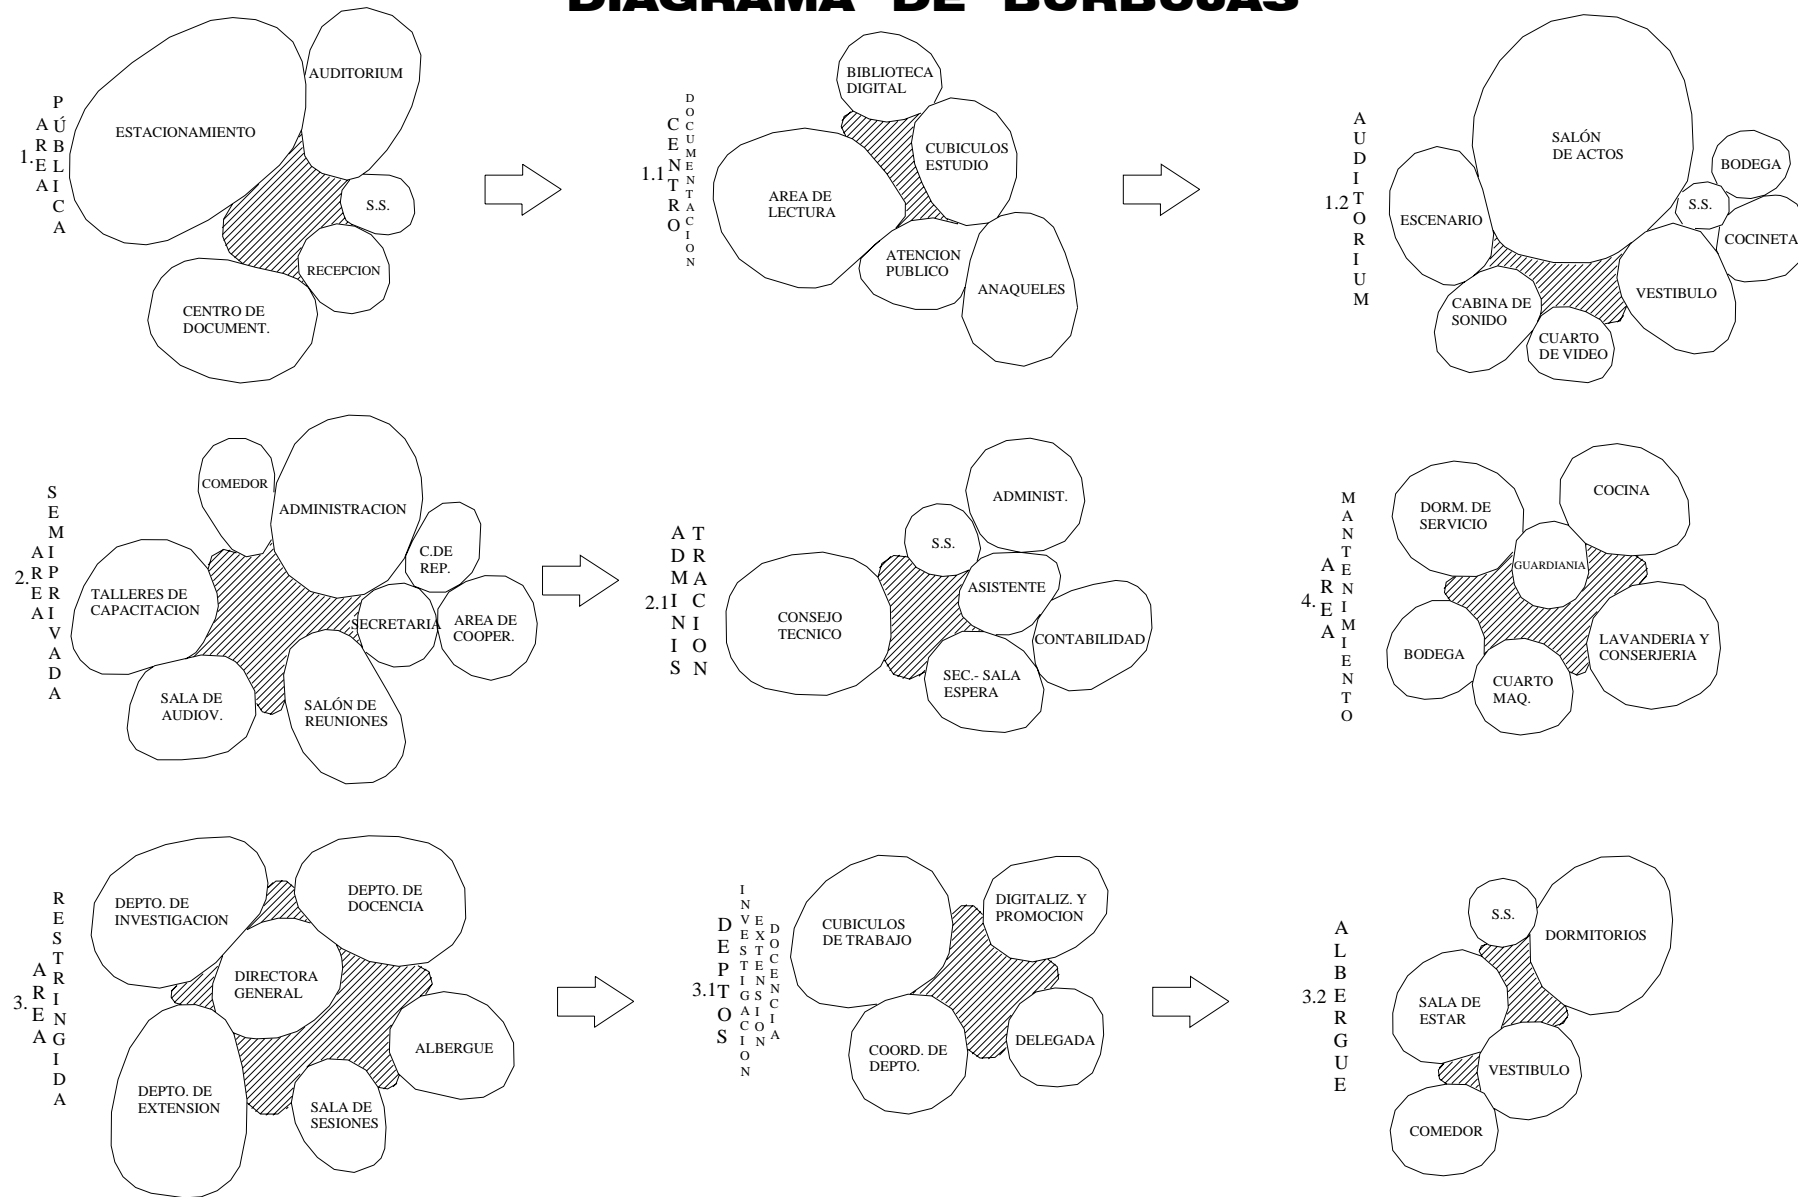 DIAGRAMA DE BURBUJAS
1. AREA PÚBLICA
ESTACIONAMIENTO
AUDITORIUM
S.S.
RECEPCION
CENTRO DE
DOCUMENT.
1.1 CENTRO DOCUMENTACION
BIBLIOTECA
DIGITAL
CUBICULOS
ESTUDIO
AREA DE
LECTURA
ATENCION
PUBLICO
ANAQUELES
1.2 AUDITORIUM
SALÓN
DE ACTOS
BODEGA
S.S.
ESCENARIO
COCINETA
VESTIBULO
CABINA DE
SONIDO
CUARTO
DE VIDEO
2. AREA SEMIPRIVADA
COMEDOR
ADMINISTRACION
C.DE
REP.
TALLERES DE
CAPACITACION
SECRETARIA
AREA DE
COOPER.
SALA DE
AUDIOV.
SALÓN DE
REUNIONES
2.1 ADMINIS
TRACION
ADMINIST.
S.S.
ASISTENTE
CONSEJO
TECNICO
CONTABILIDAD
SEC.- SALA
ESPERA
4. AREA MANTENIMIENTO
COCINA
DORM. DE
SERVICIO
GUARDIANIA
LAVANDERIA Y
CONSERJERIA
BODEGA
CUARTO
MAQ.
3. AREA RESTRINGIDA
DEPTO. DE
INVESTIGACION
DEPTO. DE
DOCENCIA
DIRECTORA
GENERAL
ALBERGUE
DEPTO. DE
EXTENSION
SALA DE
SESIONES
3.1 DEPTOS
INVESTIGACION
EXTENSION
DOCENCIA
CUBICULOS
DE TRABAJO
DIGITALIZ. Y
PROMOCION
COORD. DE
DEPTO.
DELEGADA
3.2 ALBERGUE
S.S.
DORMITORIOS
SALA DE
ESTAR
VESTIBULO
COMEDOR